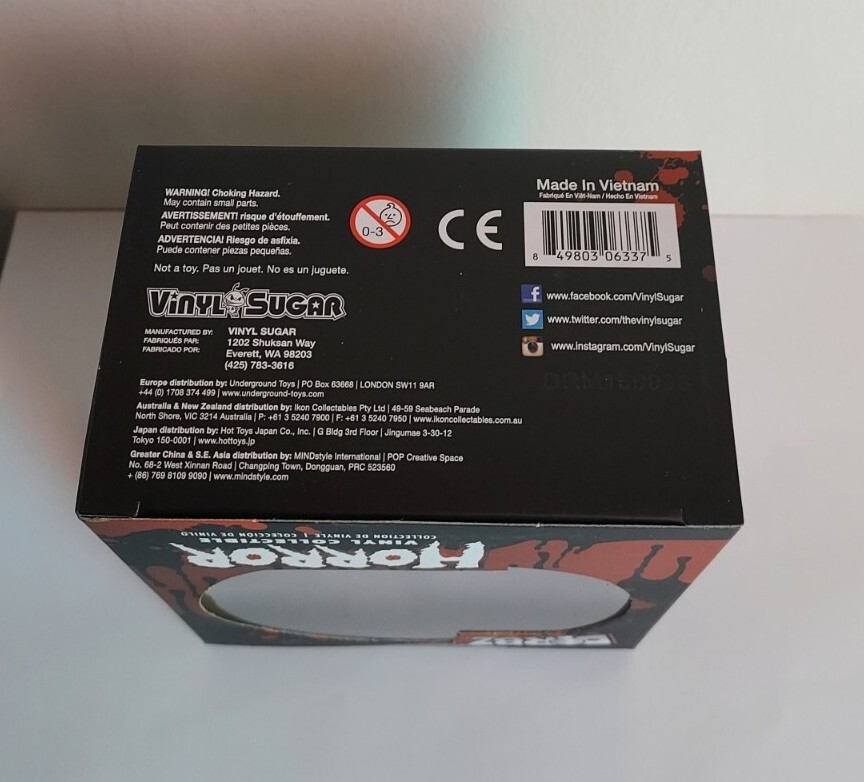 WARNING! Choking Hazard.
May contain small parts.
AVERTISSEMENT! risque d'étouffement.
Peut contenir des petites pièces.
ADVERTENCIA! Riesgo de asfixia.
Puede contener piezas pequeñas.
Not a toy. Pas un jouet. No es un juguete.
0-3
CE
Made In Vietnam
Fabriqué En Viêt-Nam / Hecho En Vietnam
8 49803 06337 5
VINYL SUGAR
MANUFACTURED BY: VINYL SUGAR
FABRIQUÉS PAR: 1202 Shuksan Way
FABRICADO POR: Everett, WA 98203
(425) 783-3616
www.facebook.com/VinylSugar
www.twitter.com/thevinylsugar
www.instagram.com/VinylSugar
Europe distribution by: Underground Toys | PO Box 63668 | LONDON SW11 9AR
+44 (0) 1708 374 499 | www.underground-toys.com
Australia & New Zealand distribution by: Ikon Collectables Pty Ltd | 49-59 Seabeach Parade
North Shore, VIC 3214 Australia | P: +61 3 5240 7900 | F: +61 3 5240 7950 | www.ikoncollectables.com.au
Japan distribution by: Hot Toys Japan Co., Inc. | G Bldg 3rd Floor | Jingumae 3-30-12
Tokyo 150-0001 | www.hottoys.jp
Greater China & S.E. Asia distribution by: MINDstyle International | POP Creative Space
No. 68-2 West Xinnan Road | Changping Town, Dongguan, PRC 523560
+ (86) 769 8109 9090 | www.mindstyle.com
HORROR
VINYL COLLECTIBLE
COLLECTION DE VINYLE | COLECCIÓN DE VINILO
DORBZ